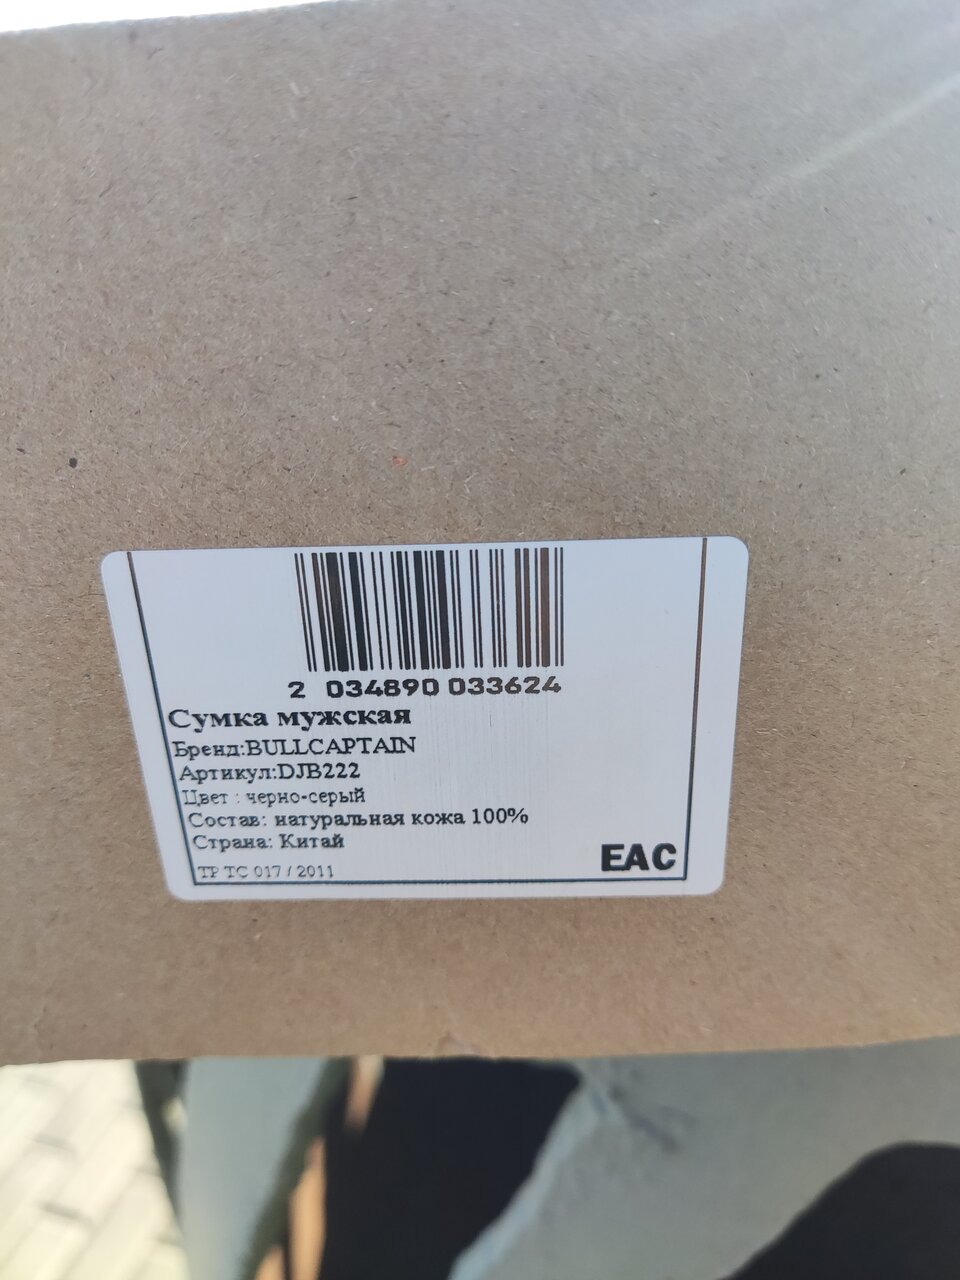 2 034890 033624
Сумка мужская
Бренд:BULLCAPTAIN
Артикул:DJB222
Цвет : черно-серый
Состав: натуральная кожа 100%
Страна: Китай
ТР ТС 017 / 2011
EAC